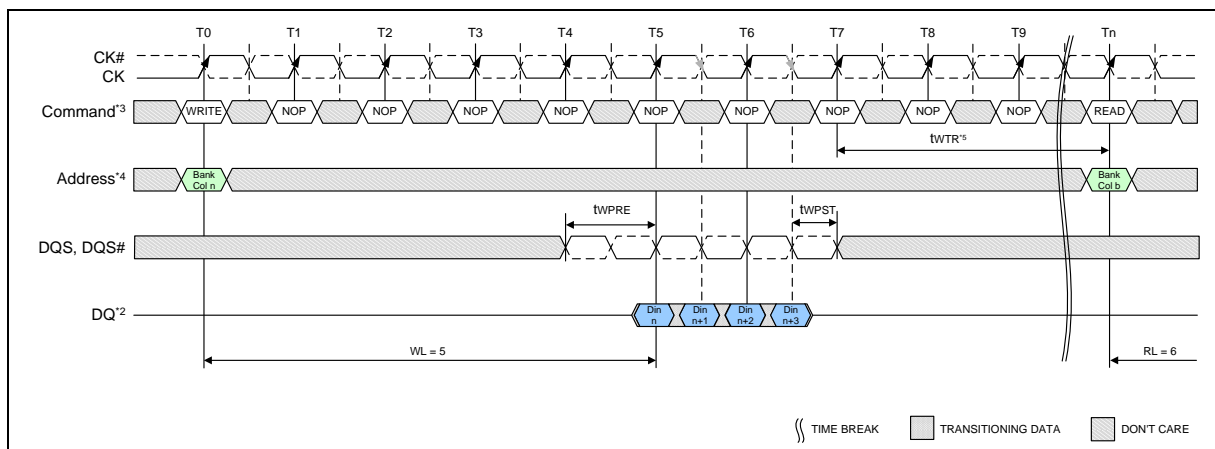 T0 T1 T2 T3 T4 T5 T6 T7 T8 T9 Tn
CK#
CK
Command*3 WRITE NOP NOP NOP NOP NOP NOP NOP NOP NOP READ
tWTR*5
Address*4 Bank Col n Bank Col b
tWPRE tWPST
DQS, DQS#
DQ*2 Din n Din n+1 Din n+2 Din n+3
WL = 5 RL = 6
TIME BREAK TRANSITIONING DATA DON'T CARE